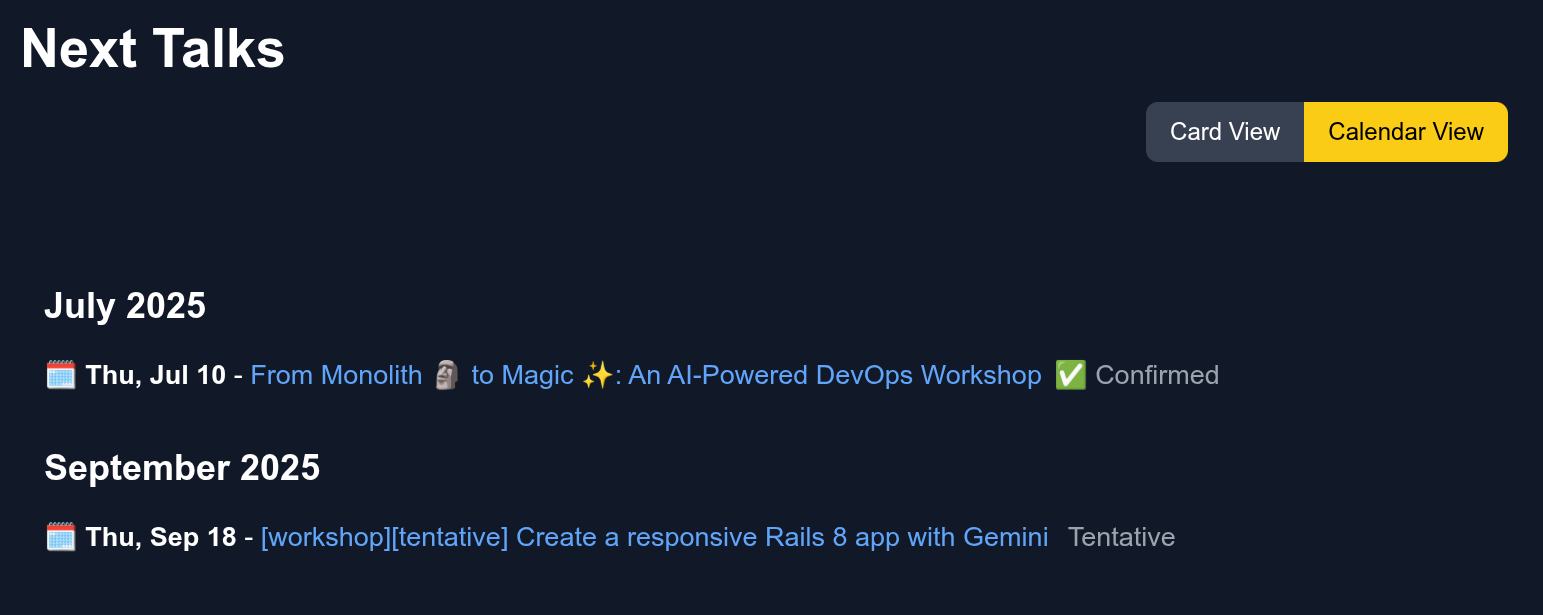 Next Talks
Card View Calendar View
July 2025
🗓️ Thu, Jul 10 - From Monolith 🗿 to Magic ✨: An AI-Powered DevOps Workshop ✅ Confirmed
September 2025
🗓️ Thu, Sep 18 - [workshop][tentative] Create a responsive Rails 8 app with Gemini Tentative